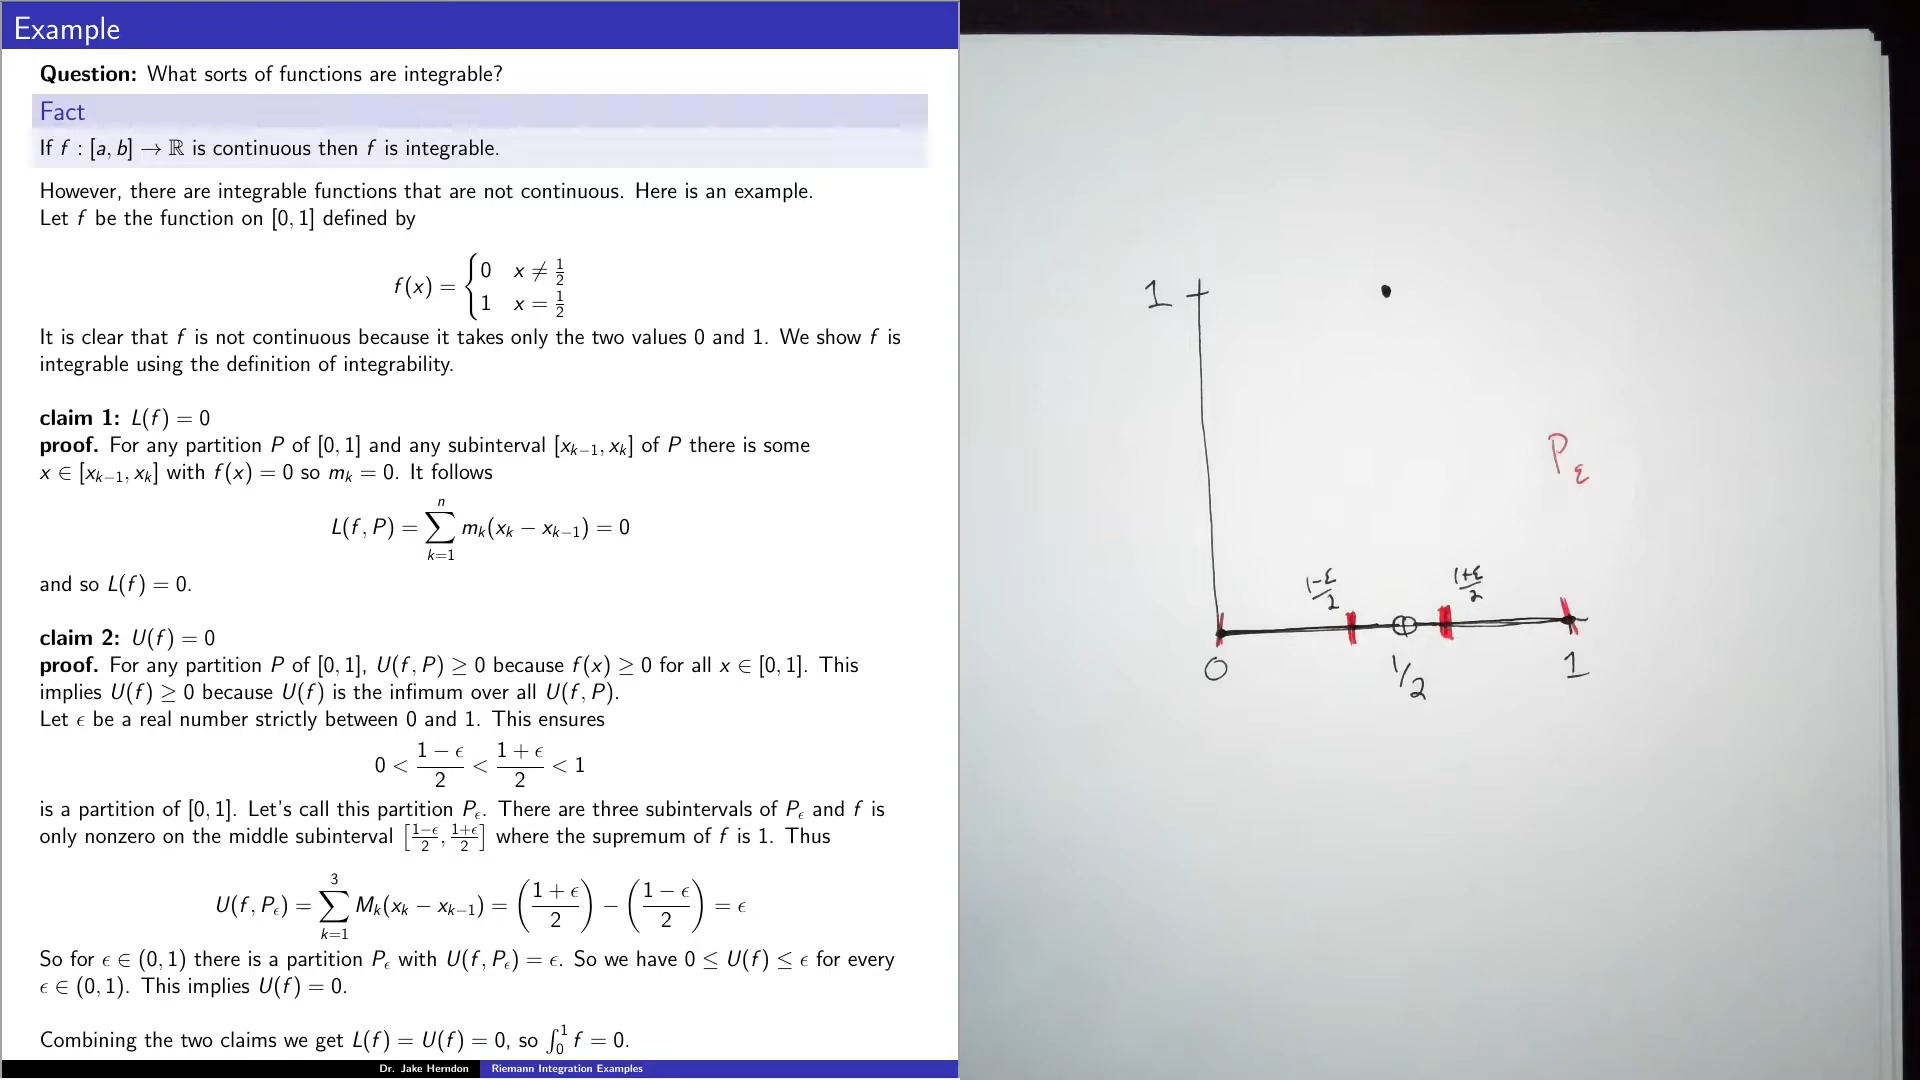 Example
Question: What sorts of functions are integrable?
Fact
If f : [a, b] → ℝ is continuous then f is integrable.
However, there are integrable functions that are not continuous. Here is an example.
Let f be the function on [0, 1] defined by
f(x) = { 0 x ≠ 1/2
1 x = 1/2
It is clear that f is not continuous because it takes only the two values 0 and 1. We show f is
integrable using the definition of integrability.
claim 1: L(f) = 0
proof. For any partition P of [0, 1] and any subinterval [x_{k−1}, x_k] of P there is some
x ∈ [x_{k−1}, x_k] with f(x) = 0 so m_k = 0. It follows
L(f, P) = ∑_{k=1}^{n} m_k(x_k − x_{k−1}) = 0
and so L(f) = 0.
claim 2: U(f) = 0
proof. For any partition P of [0, 1], U(f, P) ≥ 0 because f(x) ≥ 0 for all x ∈ [0, 1]. This
implies U(f) ≥ 0 because U(f) is the infimum over all U(f, P).
Let ϵ be a real number strictly between 0 and 1. This ensures
0 < (1 − ϵ)/2 < (1 + ϵ)/2 < 1
is a partition of [0, 1]. Let's call this partition P_ϵ. There are three subintervals of P_ϵ and f is
only nonzero on the middle subinterval [(1−ϵ)/2, (1+ϵ)/2] where the supremum of f is 1. Thus
U(f, P_ϵ) = ∑_{k=1}^{3} M_k(x_k − x_{k−1}) = ((1 + ϵ)/2) − ((1 − ϵ)/2) = ϵ
So for ϵ ∈ (0, 1) there is a partition P_ϵ with U(f, P_ϵ) = ϵ. So we have 0 ≤ U(f) ≤ ϵ for every
ϵ ∈ (0, 1). This implies U(f) = 0.
Combining the two claims we get L(f) = U(f) = 0, so ∫_0^1 f = 0.
Dr. Jake Herndon Riemann Integration Examples
1
P_ε
(1-ε)/2 (1+ε)/2
0 1/2 1